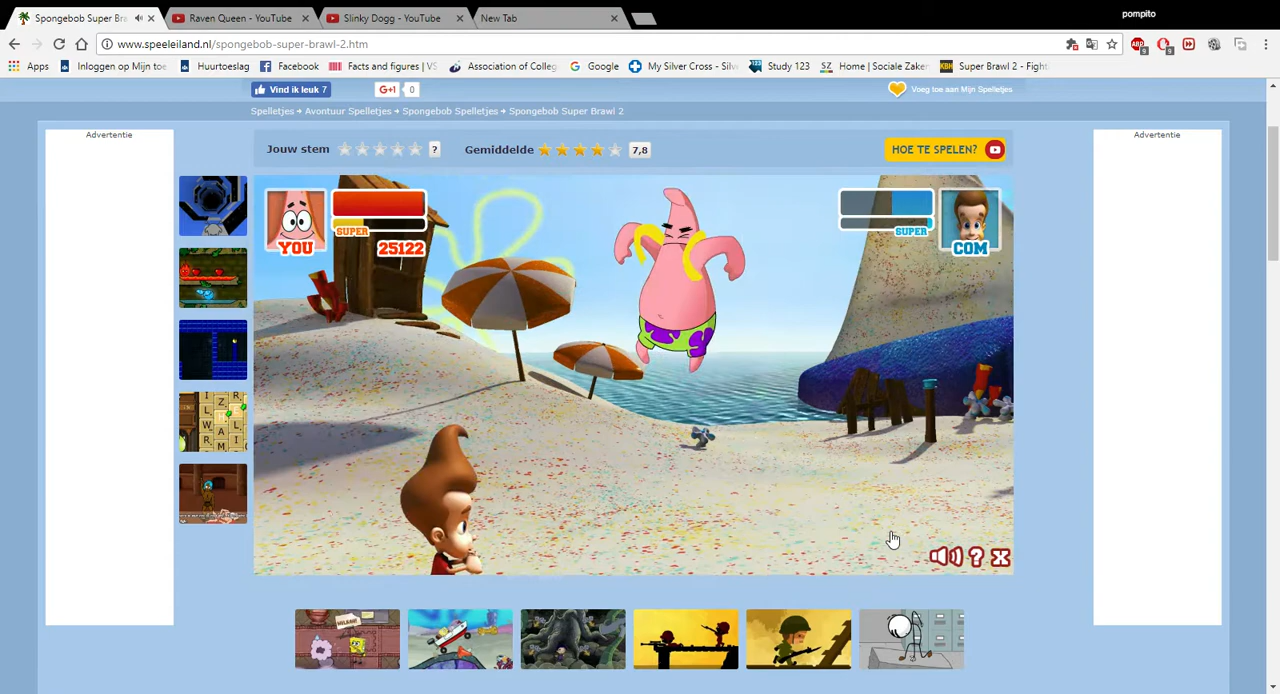 Spongebob Super Bra
Raven Queen - YouTube
Slinky Dogg - YouTube
New Tab
pompito
www.speeleiland.nl/spongebob-super-brawl-2.htm
Apps
Inloggen op Mijn toe
Huurtoeslag
Facebook
Facts and figures | VS
Association of Colleg
Google
My Silver Cross - Silv
Study 123
Home | Sociale Zaken
Super Brawl 2 - Fight
Vind ik leuk 7
G+1
0
Voeg toe aan Mijn Spelletjes
Spelletjes
Avontuur Spelletjes
Spongebob Spelletjes
Spongebob Super Brawl 2
Advertentie
Jouw stem
?
Gemiddelde
7,8
HOE TE SPELEN?
Advertentie
YOU
SUPER
25122
SUPER
COM
?
X